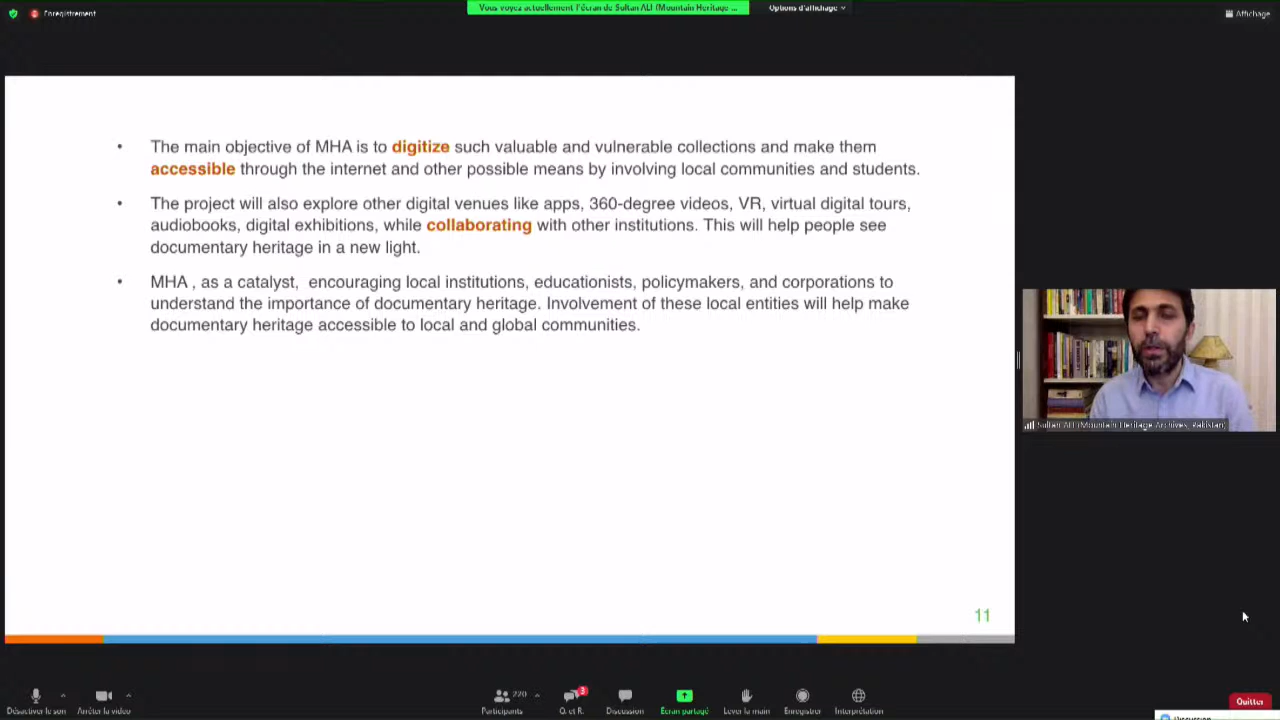 Enregistrement
Vous voyez actuellement l'écran de Sultan ALI (Mountain Heritage ...
Options d'affichage
Affichage
• The main objective of MHA is to digitize such valuable and vulnerable collections and make them
accessible through the internet and other possible means by involving local communities and students.
• The project will also explore other digital venues like apps, 360-degree videos, VR, virtual digital tours,
audiobooks, digital exhibitions, while collaborating with other institutions. This will help people see
documentary heritage in a new light.
• MHA , as a catalyst, encouraging local institutions, educationists, policymakers, and corporations to
understand the importance of documentary heritage. Involvement of these local entities will help make
documentary heritage accessible to local and global communities.
Sultan ALI (Mountain Heritage Archives, Pakistan)
11
Désactiver le son
Arrêter la vidéo
220
Participants
3
Q. et R.
Discussion
Écran partagé
Lever la main
Enregistrer
Interprétation
Quitter
Discussion